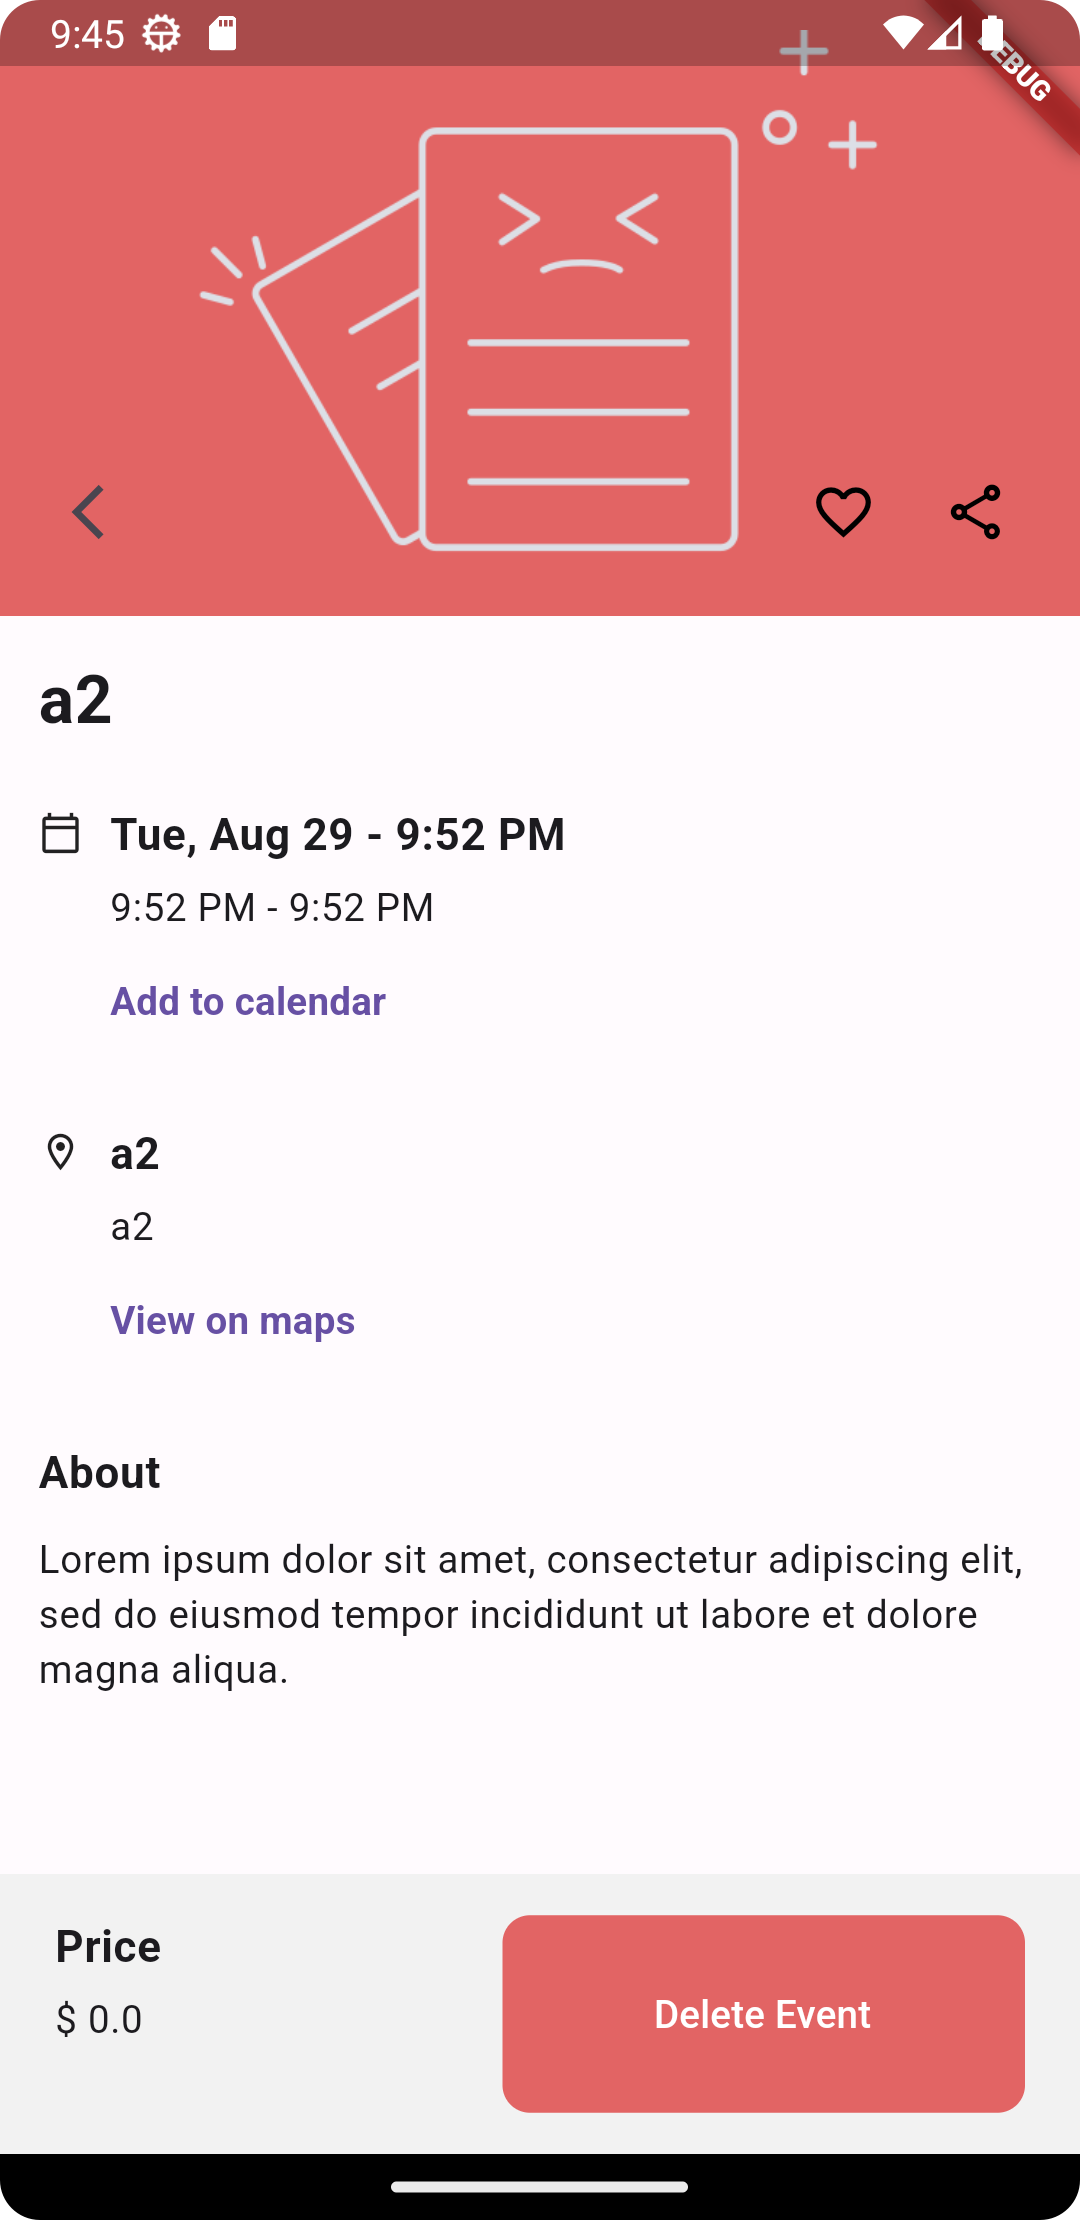 9:45
EBUG
a2
Tue, Aug 29 - 9:52 PM
9:52 PM - 9:52 PM
Add to calendar
a2
a2
View on maps
About
Lorem ipsum dolor sit amet, consectetur adipiscing elit,
sed do eiusmod tempor incididunt ut labore et dolore
magna aliqua.
Price
$ 0.0
Delete Event